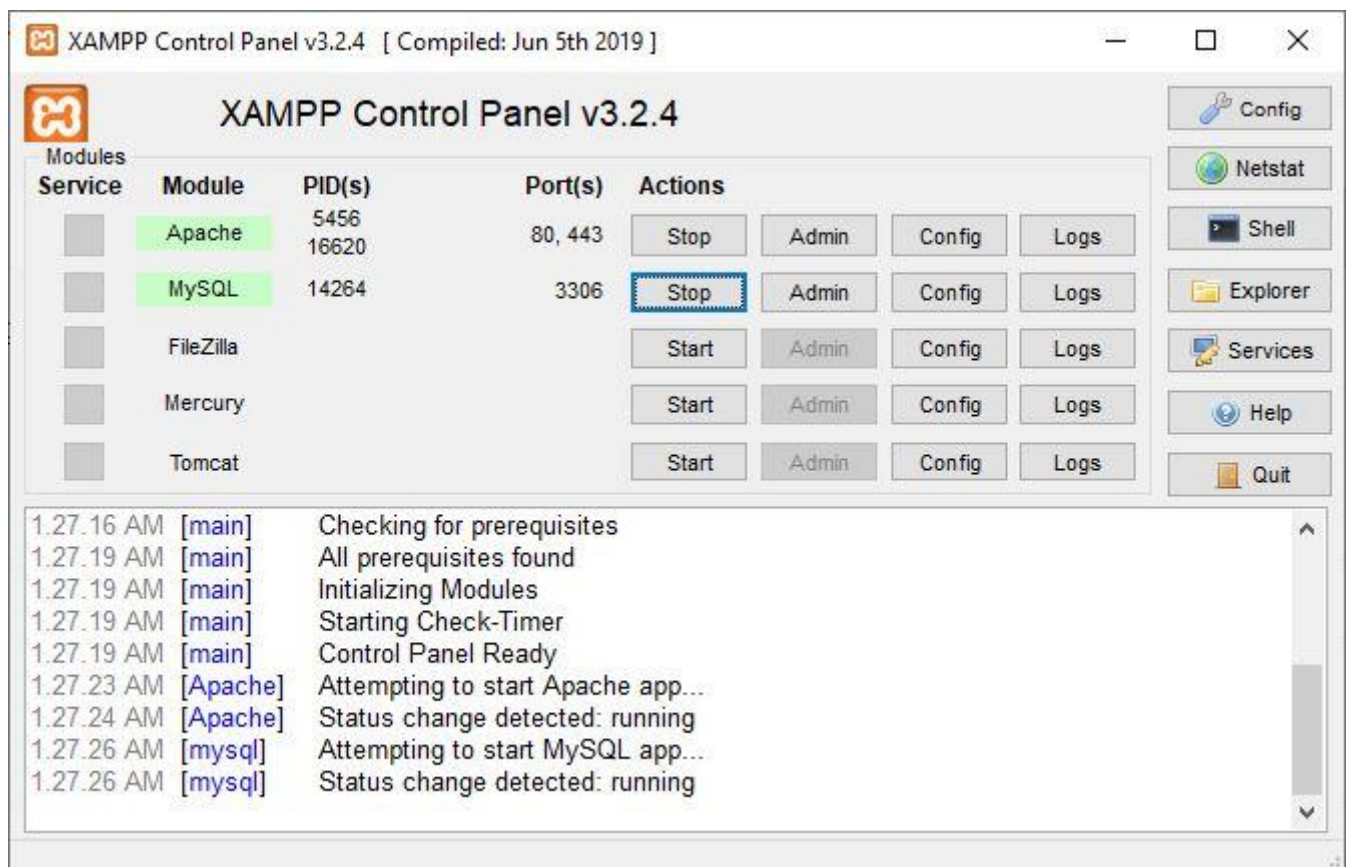 XAMPP Control Panel v3.2.4 [ Compiled: Jun 5th 2019 ]
XAMPP Control Panel v3.2.4
Config
Modules
Service Module PID(s) Port(s) Actions
Netstat
Apache 5456 16620 80, 443 Stop Admin Config Logs
Shell
MySQL 14264 3306 Stop Admin Config Logs
Explorer
FileZilla Start Admin Config Logs
Services
Mercury Start Admin Config Logs
Help
Tomcat Start Admin Config Logs
Quit
1.27.16 AM [main] Checking for prerequisites
1.27.19 AM [main] All prerequisites found
1.27.19 AM [main] Initializing Modules
1.27.19 AM [main] Starting Check-Timer
1.27.19 AM [main] Control Panel Ready
1.27.23 AM [Apache] Attempting to start Apache app...
1.27.24 AM [Apache] Status change detected: running
1.27.26 AM [mysql] Attempting to start MySQL app...
1.27.26 AM [mysql] Status change detected: running